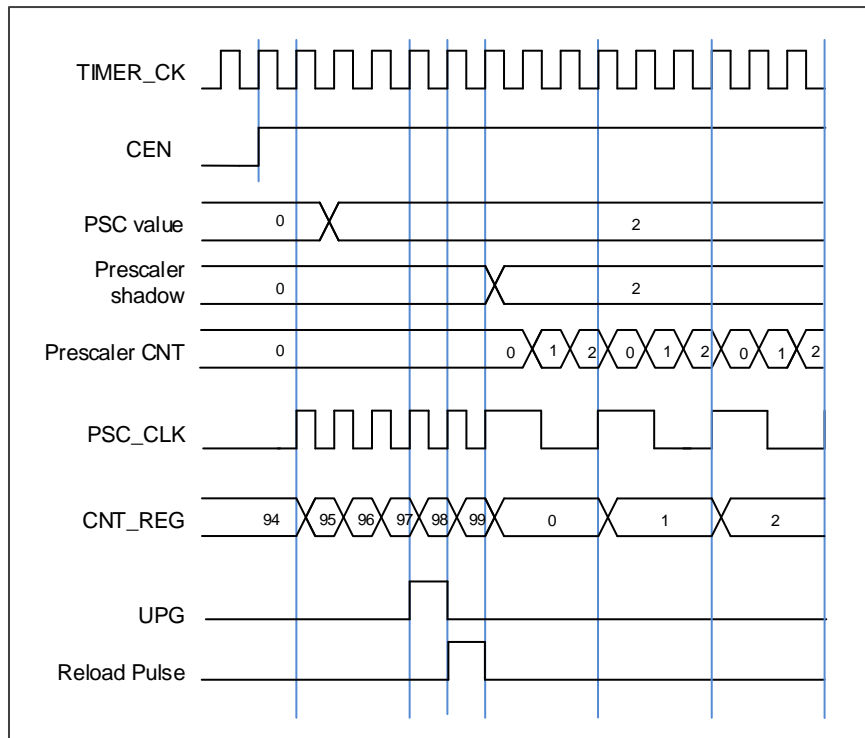 TIMER_CK
CEN
PSC value 0 2
Prescaler
shadow 0 2
Prescaler CNT 0 0 1 2 0 1 2 0 1 2
PSC_CLK
CNT_REG 94 95 96 97 98 99 0 1 2
UPG
Reload Pulse